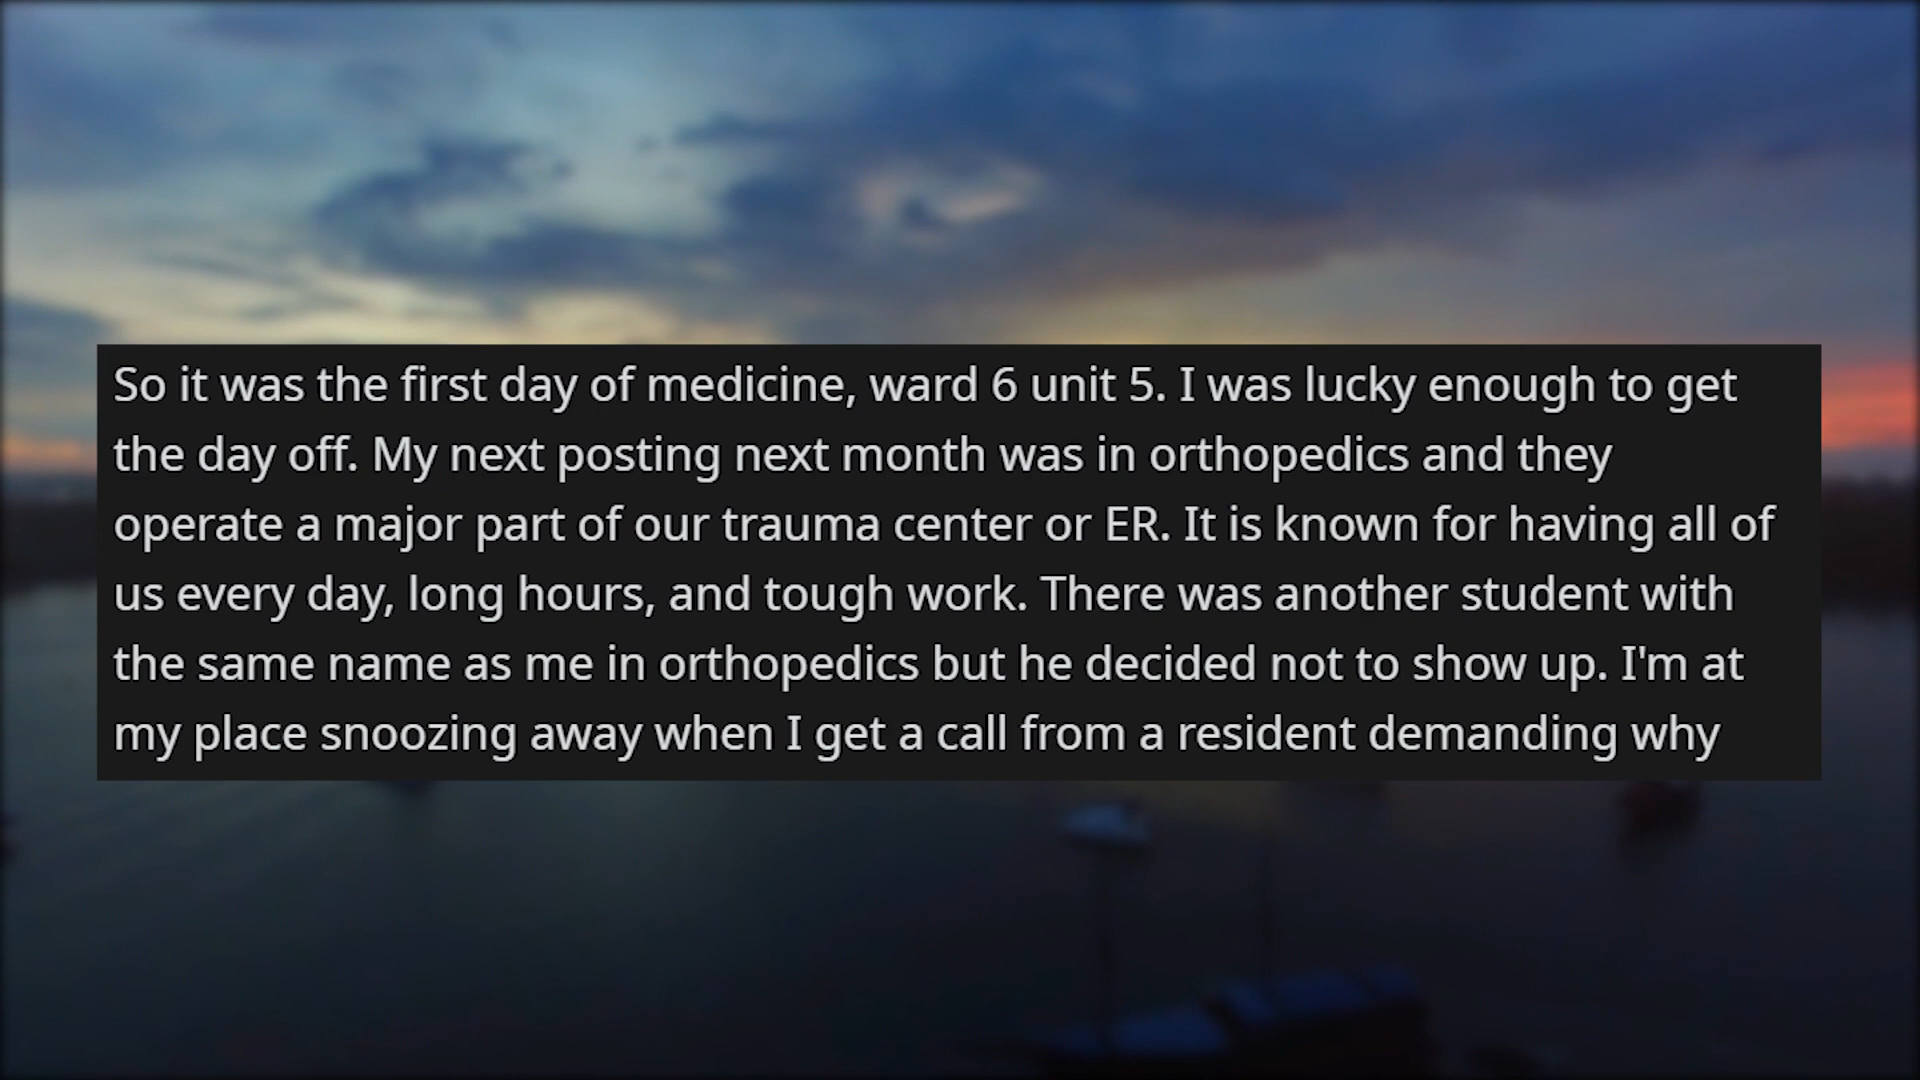 So it was the first day of medicine, ward 6 unit 5. I was lucky enough to get
the day off. My next posting next month was in orthopedics and they
operate a major part of our trauma center or ER. It is known for having all of
us every day, long hours, and tough work. There was another student with
the same name as me in orthopedics but he decided not to show up. I'm at
my place snoozing away when I get a call from a resident demanding why